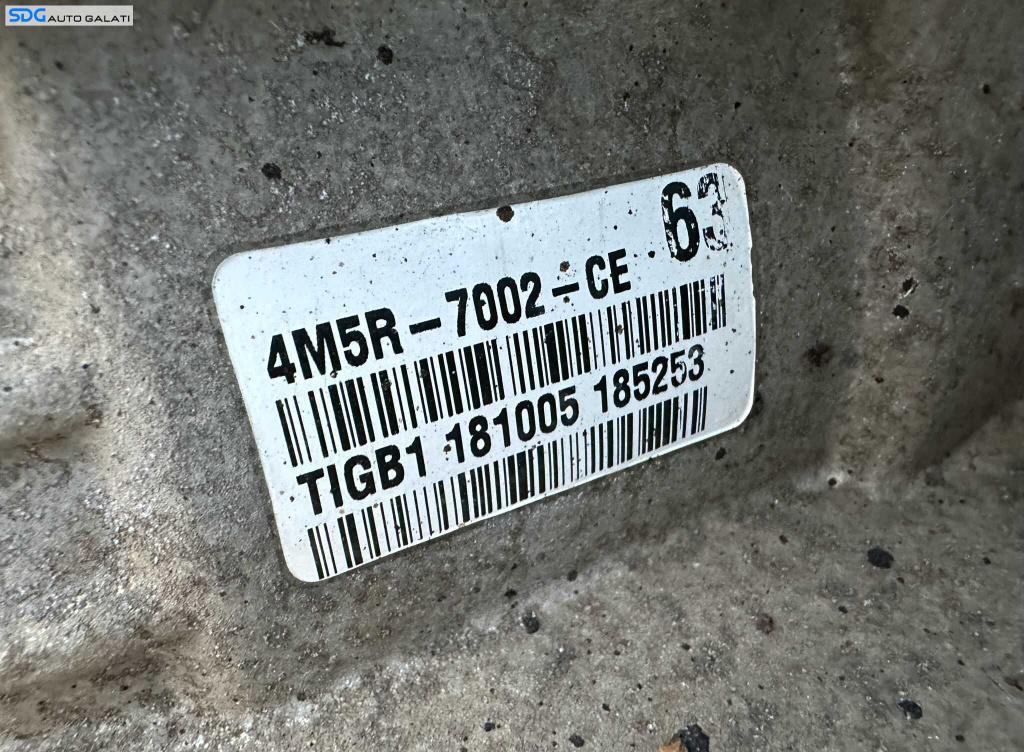 SDG AUTO GALATI
63
4M5R-7002-CE
TIGB1 181005 185253